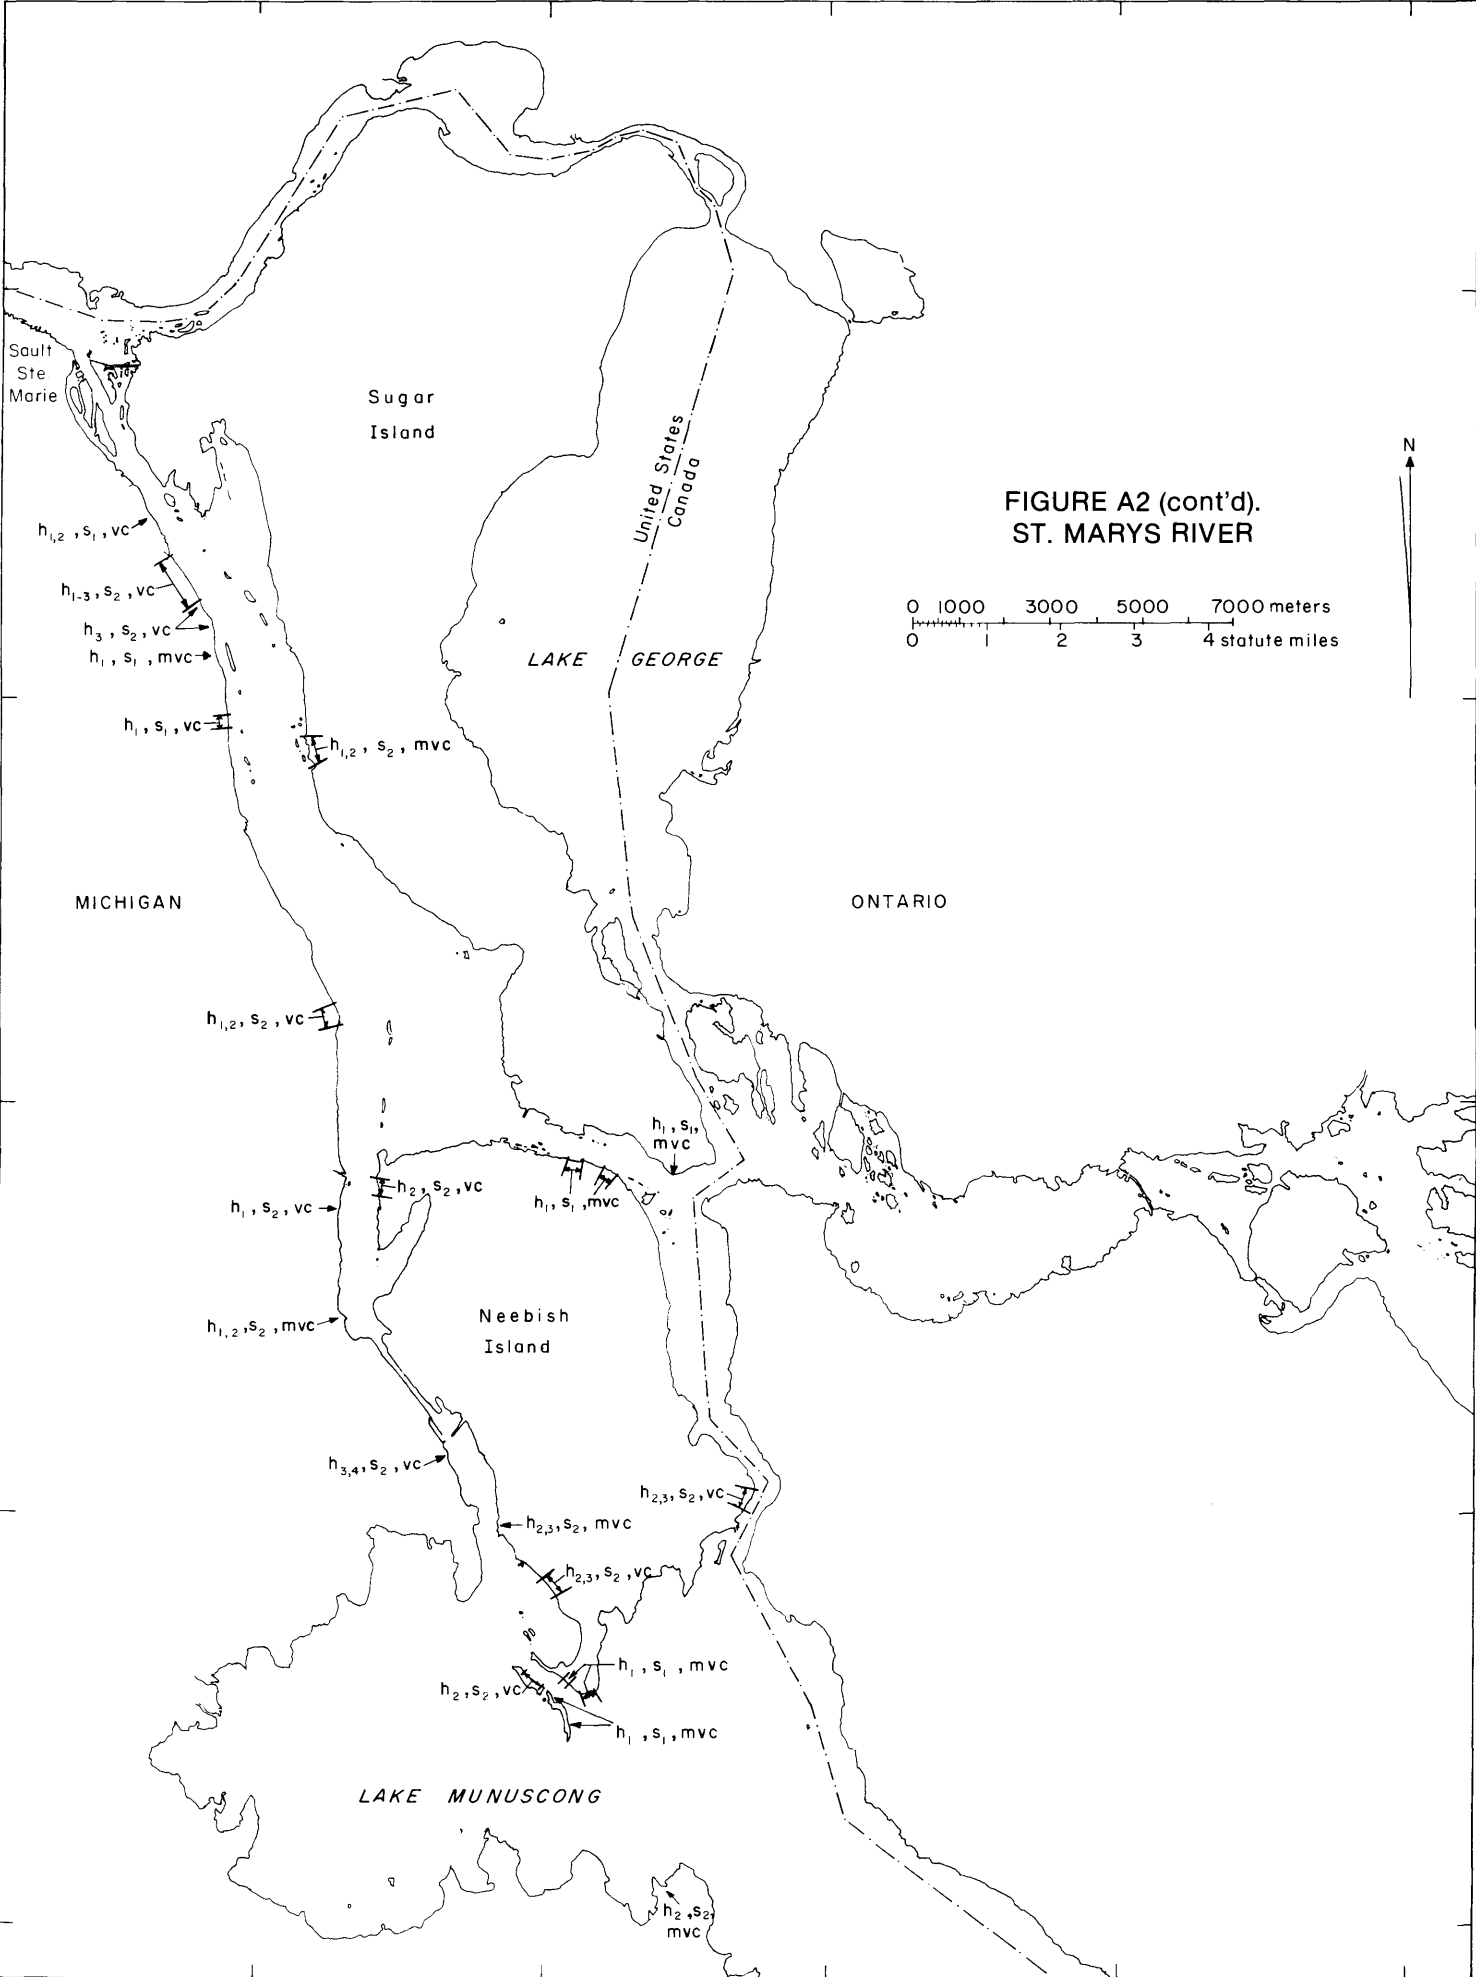 Sault
Ste.
Marie
Sugar
Island
United States
Canada
N
FIGURE A2 (cont'd).
ST. MARYS RIVER
0 1000 3000 5000 7000 meters
0 1 2 3 4 statute miles
h1,2, s1, vc
h1-3, s2, vc
h3, s2, vc
h1, s1, mvc
LAKE GEORGE
h1, s1, vc
h1,2, s2, mvc
MICHIGAN
ONTARIO
h1,2, s2, vc
h1, s1,
mvc
h2, s2, vc
h1, s1, mvc
h1, s2, vc
Neebish
Island
h1,2, s2, mvc
h3,4, s2, vc
h2,3, s2, vc
h2,3, s2, mvc
h2,3, s2, vc
h1, s1, mvc
h2, s2, vc
h1, s1, mvc
LAKE MUNUSCONG
h2, s2,
mvc